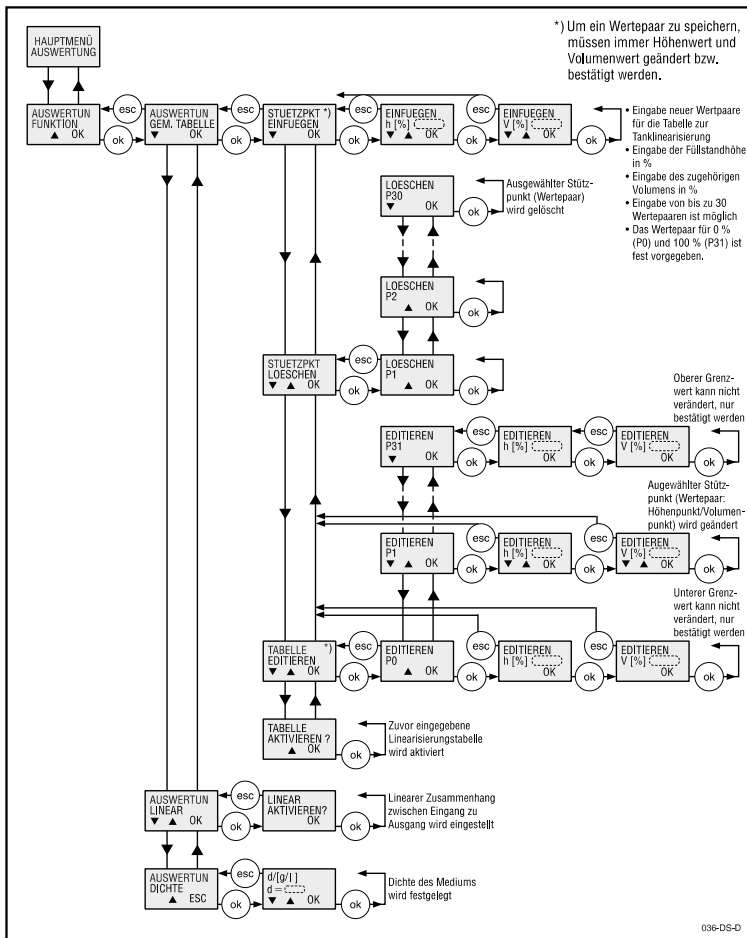 *) Um ein Wertepaar zu speichern,
müssen immer Höhenwert und
Volumenwert geändert bzw.
bestätigt werden.
HAUPTMENÜ
AUSWERTUNG
AUSWERTUN
FUNKTION
▲ OK
esc
ok
AUSWERTUN
GEM. TABELLE
▼ OK
esc
ok
STUETZPKT *)
EINFUEGEN
▼ OK
esc
ok
EINFUEGEN
h [%]
▼ ▲ OK
esc
ok
EINFUEGEN
V [%]
▼ ▲ OK
ok
• Eingabe neuer Wertpaare
für die Tabelle zur
Tanklinearisierung
• Eingabe der Füllstandhöhe
in %
• Eingabe des zugehörigen
Volumens in %
• Eingabe von bis zu 30
Wertepaaren ist möglich
• Das Wertepaar für 0 %
(P0) und 100 % (P31) ist
fest vorgegeben.
LOESCHEN
P30
▼ OK
ok
Ausgewählter Stütz-
punkt (Wertepaar)
wird gelöscht
LOESCHEN
P2
▲ OK
ok
STUETZPKT
LOESCHEN
▼ ▲ OK
esc
ok
LOESCHEN
P1
▲ OK
ok
Oberer Grenz-
wert kann nicht
verändert, nur
bestätigt werden
EDITIEREN
P31
▼ OK
esc
ok
EDITIEREN
h [%]
OK
esc
ok
EDITIEREN
V [%]
OK
ok
Augewählter Stütz-
punkt (Wertepaar:
Höhenpunkt/Volumen-
punkt) wird geändert
EDITIEREN
P1
▼ ▲ OK
esc
ok
EDITIEREN
h [%]
▼ ▲ OK
esc
ok
EDITIEREN
V [%]
▼ ▲ OK
ok
Unterer Grenz-
wert kann nicht
verändert, nur
bestätigt werden
TABELLE *)
EDITIEREN
▼ ▲ OK
esc
ok
EDITIEREN
P0
▲ OK
esc
ok
EDITIEREN
h [%]
OK
esc
ok
EDITIEREN
V [%]
OK
ok
TABELLE
AKTIVIEREN ?
▲ OK
ok
Zuvor eingegebene
Linearisierungstabelle
wird aktiviert
AUSWERTUN
LINEAR
▼ ▲ OK
esc
ok
LINEAR
AKTIVIEREN?
OK
ok
Linearer Zusammenhang
zwischen Eingang zu
Ausgang wird eingestellt
AUSWERTUN
DICHTE
▲ ESC
esc
ok
d/[g/l ]
d =
▼ ▲ OK
ok
Dichte des Mediums
wird festgelegt
036-DS-D